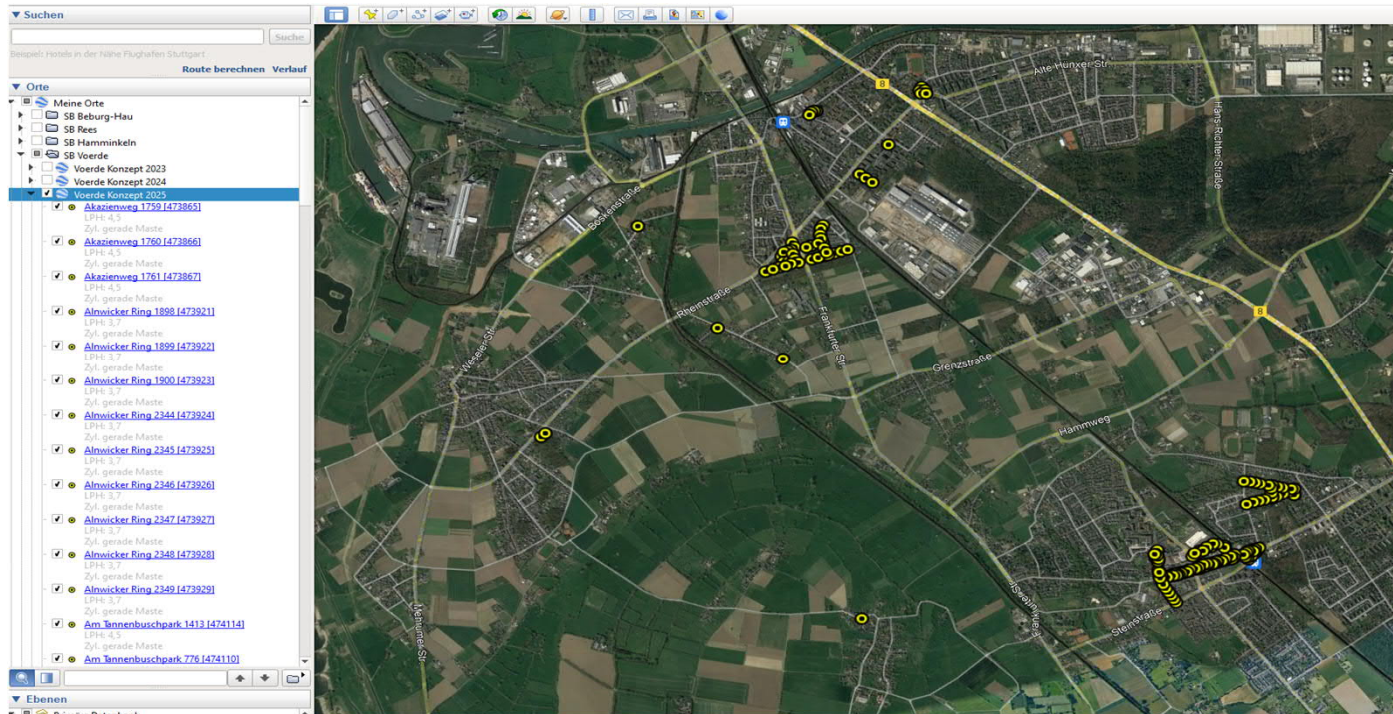 Suchen
Suche
Beispiel: Hotels in der Nähe Flughafen Stuttgart
Route berechnen Verlauf
Orte
Meine Orte
SB Beburg-Hau
SB Rees
SB Hamminkeln
SB Voerde
Voerde Konzept 2023
Voerde Konzept 2024
Voerde Konzept 2025
Akazienweg 1759 [473865]
LPH: 4,5
Zyl. gerade Maste
Akazienweg 1760 [473866]
LPH: 4,5
Zyl. gerade Maste
Akazienweg 1761 [473867]
LPH: 4,5
Zyl. gerade Maste
Alnwicker Ring 1898 [473921]
LPH: 3,7
Zyl. gerade Maste
Alnwicker Ring 1899 [473922]
LPH: 3,7
Zyl. gerade Maste
Alnwicker Ring 1900 [473923]
LPH: 3,7
Zyl. gerade Maste
Alnwicker Ring 2344 [473924]
LPH: 3,7
Zyl. gerade Maste
Alnwicker Ring 2345 [473925]
LPH: 3,7
Zyl. gerade Maste
Alnwicker Ring 2346 [473926]
LPH: 3,7
Zyl. gerade Maste
Alnwicker Ring 2347 [473927]
LPH: 3,7
Zyl. gerade Maste
Alnwicker Ring 2348 [473928]
LPH: 3,7
Zyl. gerade Maste
Alnwicker Ring 2349 [473929]
LPH: 3,7
Zyl. gerade Maste
Am Tannenbuschpark 1413 [474114]
LPH: 4,5
Zyl. gerade Maste
Am Tannenbuschpark 776 [474110]
Ebenen
Alte Hünxer Str.
8
Hans-Richter-Straße
Böskenstraße
Rheinstraße
Weseler Str.
Frankfurter Str.
8
Grenzstraße
Hammweg
Frankfurter Str.
Steinstraße
Mehrumer Str.